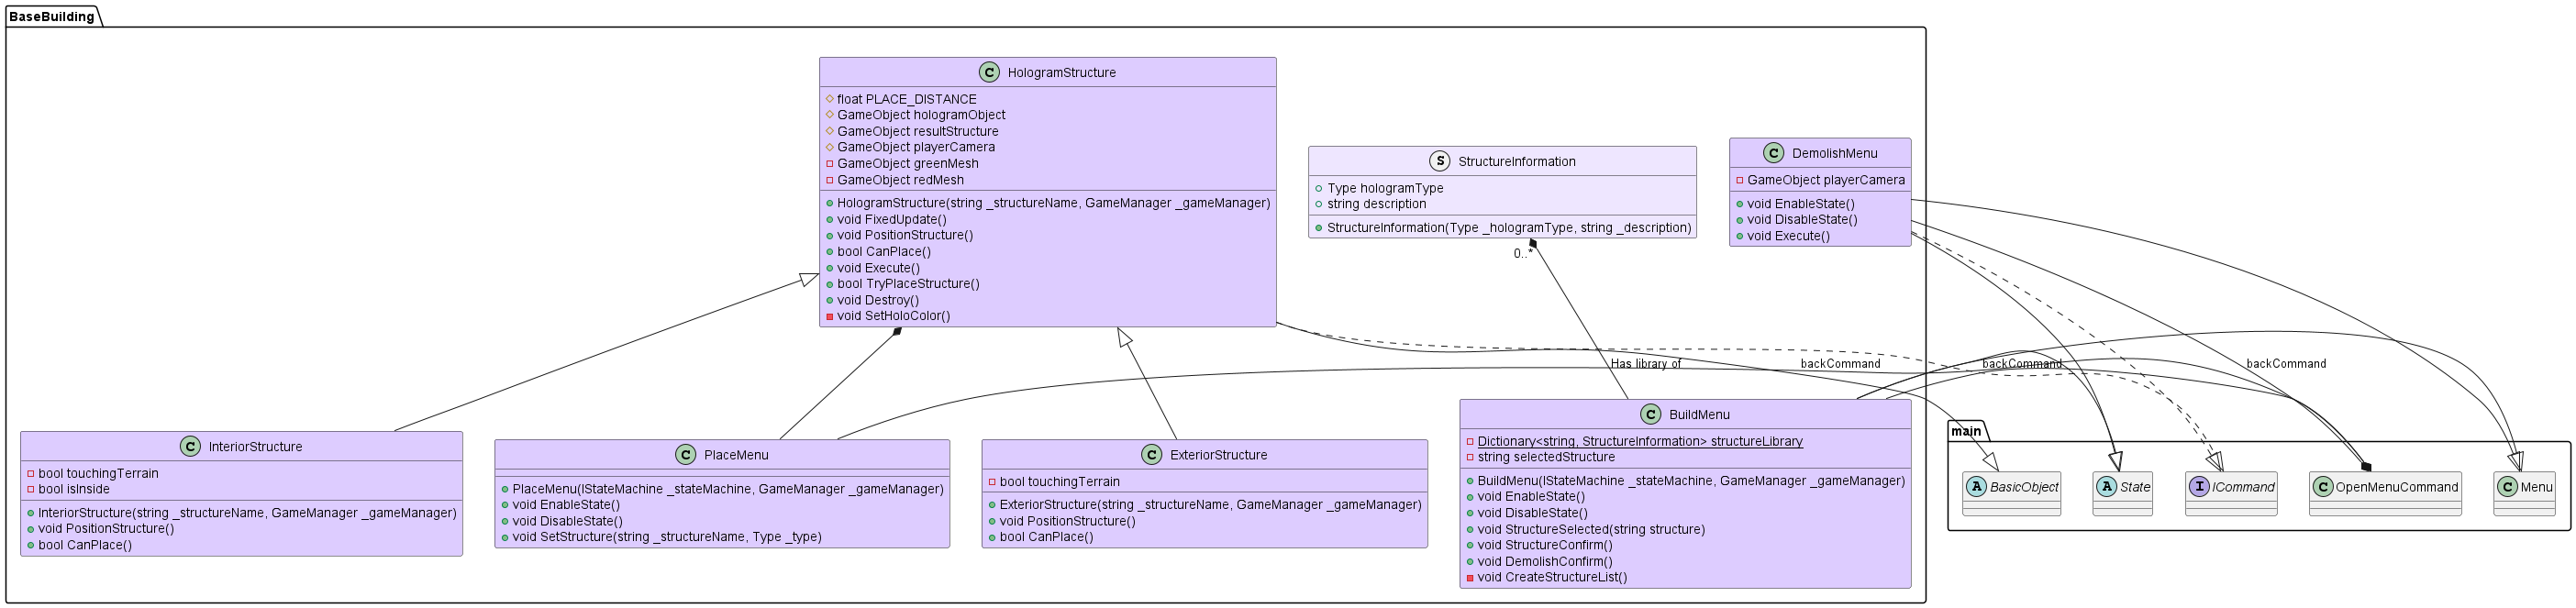 BaseBuilding
C HologramStructure
float PLACE_DISTANCE
GameObject hologramObject
GameObject resultStructure
GameObject playerCamera
GameObject greenMesh
GameObject redMesh
HologramStructure(string _structureName, GameManager _gameManager)
void FixedUpdate()
void PositionStructure()
bool CanPlace()
void Execute()
bool TryPlaceStructure()
void Destroy()
void SetHoloColor()
S StructureInformation
Type hologramType
string description
StructureInformation(Type _hologramType, string _description)
0..*
C DemolishMenu
GameObject playerCamera
void EnableState()
void DisableState()
void Execute()
Has library of
backCommand
backCommand
backCommand
C InteriorStructure
bool touchingTerrain
bool isInside
InteriorStructure(string _structureName, GameManager _gameManager)
void PositionStructure()
bool CanPlace()
C PlaceMenu
PlaceMenu(IStateMachine _stateMachine, GameManager _gameManager)
void EnableState()
void DisableState()
void SetStructure(string _structureName, Type _type)
C ExteriorStructure
bool touchingTerrain
ExteriorStructure(string _structureName, GameManager _gameManager)
void PositionStructure()
bool CanPlace()
C BuildMenu
Dictionary<string, StructureInformation> structureLibrary
string selectedStructure
BuildMenu(IStateMachine _stateMachine, GameManager _gameManager)
void EnableState()
void DisableState()
void StructureSelected(string structure)
void StructureConfirm()
void DemolishConfirm()
void CreateStructureList()
main
A BasicObject
A State
I ICommand
C OpenMenuCommand
C Menu